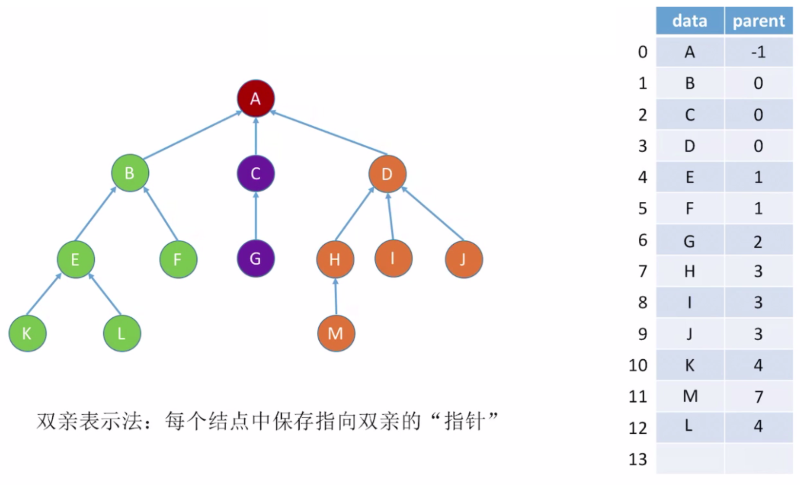 A
B
C
D
E
F
G
H
I
J
K
L
M
双亲表示法：每个结点中保存指向双亲的“指针”
data parent
0 A -1
1 B 0
2 C 0
3 D 0
4 E 1
5 F 1
6 G 2
7 H 3
8 I 3
9 J 3
10 K 4
11 M 7
12 L 4
13